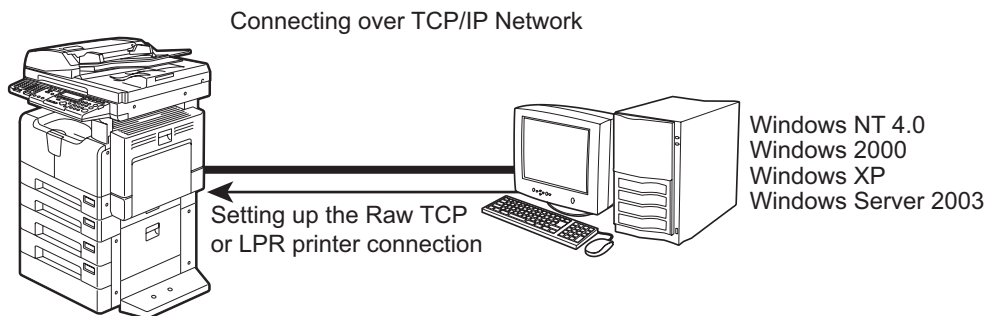 Connecting over TCP/IP Network
Windows NT 4.0
Windows 2000
Windows XP
Windows Server 2003
Setting up the Raw TCP
or LPR printer connection